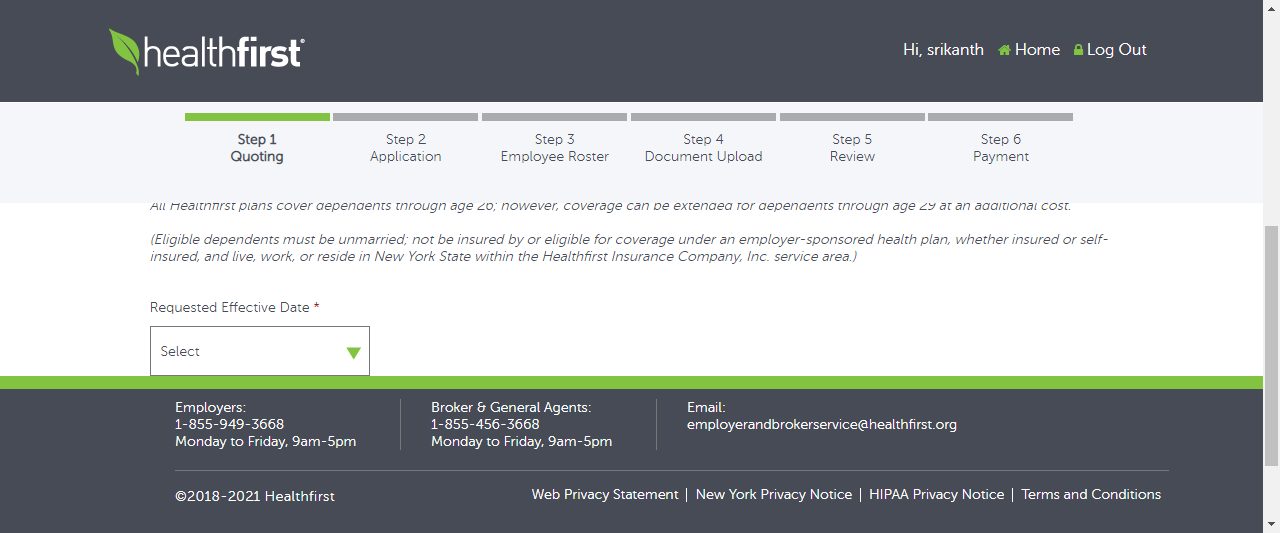 healthfirst®
Hi, srikanth Home Log Out
Step 1
Quoting
Step 2
Application
Step 3
Employee Roster
Step 4
Document Upload
Step 5
Review
Step 6
Payment
All Healthfirst plans cover dependents through age 26; however, coverage can be extended for dependents through age 29 at an additional cost.
(Eligible dependents must be unmarried; not be insured by or eligible for coverage under an employer-sponsored health plan, whether insured or self-
insured, and live, work, or reside in New York State within the Healthfirst Insurance Company, Inc. service area.)
Requested Effective Date *
Select
Employers:
1-855-949-3668
Monday to Friday, 9am-5pm
Broker & General Agents:
1-855-456-3668
Monday to Friday, 9am-5pm
Email:
employerandbrokerservice@healthfirst.org
©2018-2021 Healthfirst
Web Privacy Statement | New York Privacy Notice | HIPAA Privacy Notice | Terms and Conditions